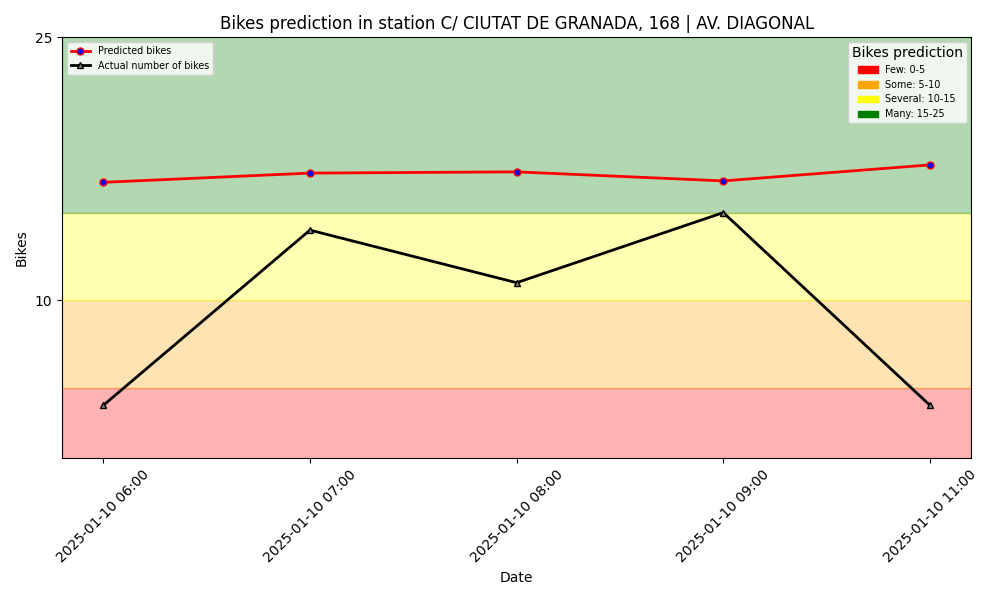 Bikes prediction in station C/ CIUTAT DE GRANADA, 168 | AV. DIAGONAL
25
Predicted bikes
Actual number of bikes
Bikes prediction
Few: 0-5
Some: 5-10
Several: 10-15
Many: 15-25
Bikes
10
2025-01-10 06:00
2025-01-10 07:00
2025-01-10 08:00
2025-01-10 09:00
2025-01-10 11:00
Date